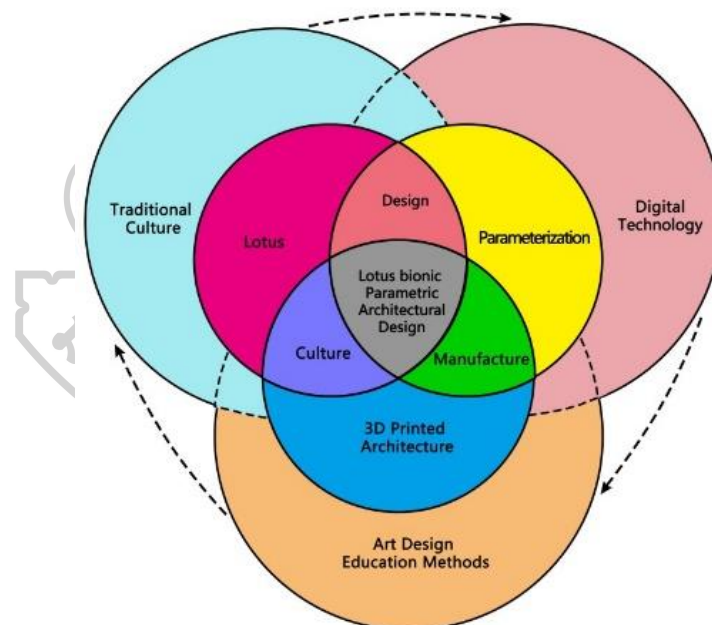 Traditional
Culture
Lotus
Design
Parameterization
Digital
Technology
Lotus bionic
Parametric
Architectural
Design
Culture
Manufacture
3D Printed
Architecture
Art Design
Education Methods